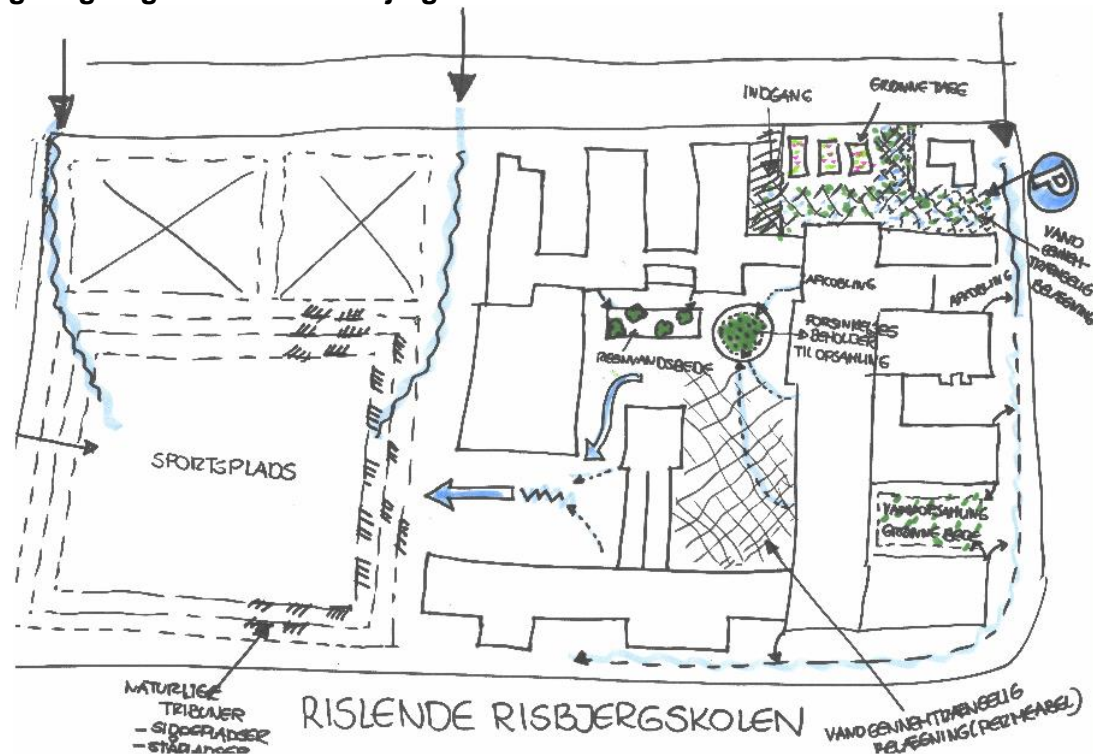 INDGANG
GRØNNE TAGE
P
VAND
GENNEM-
TRÆNGELIG
BELÆGNING
AFKOBLING
AFKOBLING
FORSINKELSES
BEHOLDER
TIL OPSAMLING
REGNVANDSBEDE
SPORTSPLADS
VANDOPSAMLING
GRØNNE BEDE
NATURLIGE
TRIBUNER
- SIDDEPLADSER
- STÅPLADSER
RISLENDE RISBJERGSKOLEN
VANDGENNEMTRÆNGELIG
BELÆGNING (PERMEABEL)